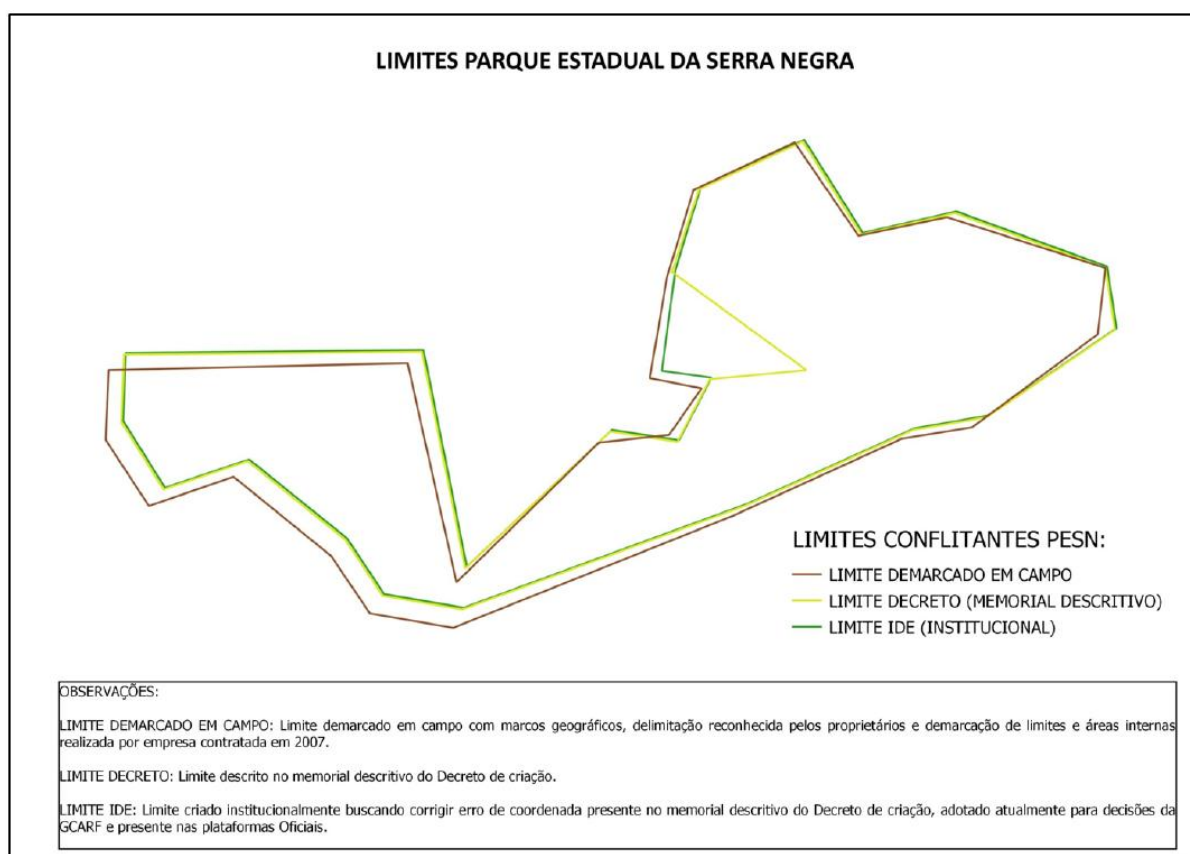 LIMITES PARQUE ESTADUAL DA SERRA NEGRA
LIMITES CONFLITANTES PESN:
LIMITE DEMARCADO EM CAMPO
LIMITE DECRETO (MEMORIAL DESCRITIVO)
LIMITE IDE (INSTITUCIONAL)
OBSERVAÇÕES:
LIMITE DEMARCADO EM CAMPO: Limite demarcado em campo com marcos geográficos, delimitação reconhecida pelos proprietários e demarcação de limites e áreas internas
realizada por empresa contratada em 2007.
LIMITE DECRETO: Limite descrito no memorial descritivo do Decreto de criação.
LIMITE IDE: Limite criado institucionalmente buscando corrigir erro de coordenada presente no memorial descritivo do Decreto de criação, adotado atualmente para decisões da
GCARF e presente nas plataformas Oficiais.